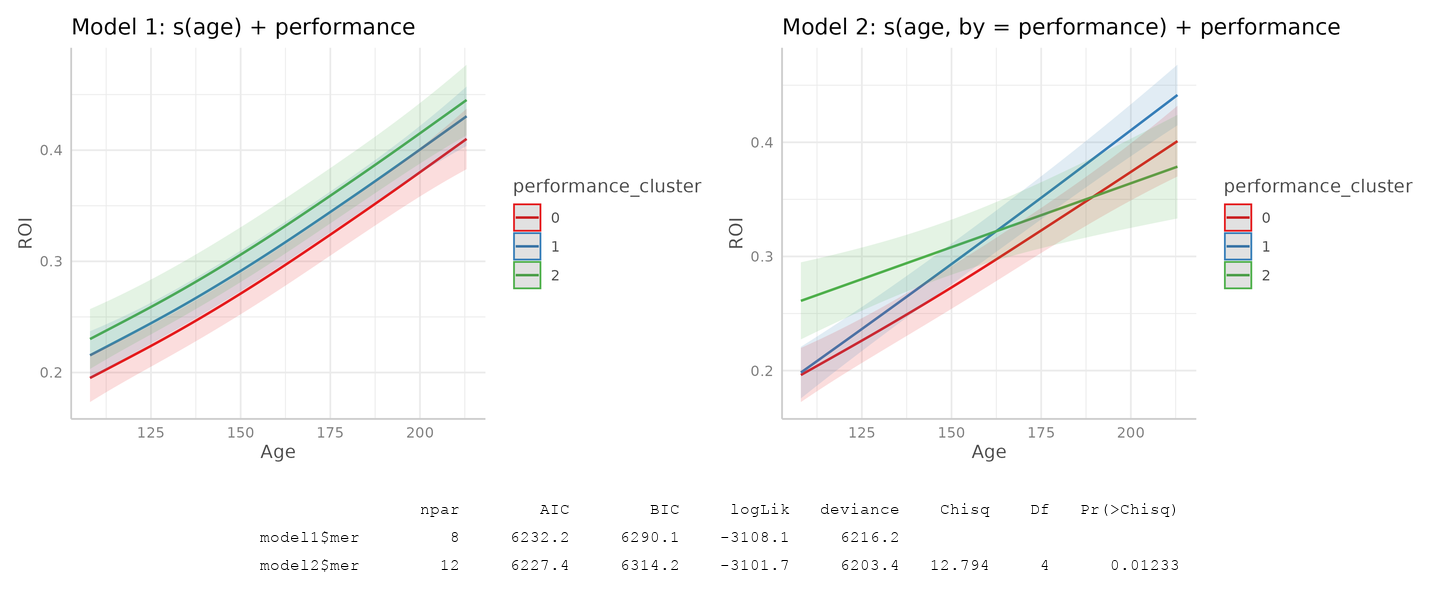 Model 1: s(age) + performance
0.4
0.3
0.2
ROI
125 150 175 200
Age
performance_cluster
0
1
2
Model 2: s(age, by = performance) + performance
0.4
0.3
0.2
ROI
125 150 175 200
Age
performance_cluster
0
1
2
npar AIC BIC logLik deviance Chisq Df Pr(>Chisq)
model1$mer 8 6232.2 6290.1 -3108.1 6216.2
model2$mer 12 6227.4 6314.2 -3101.7 6203.4 12.794 4 0.01233